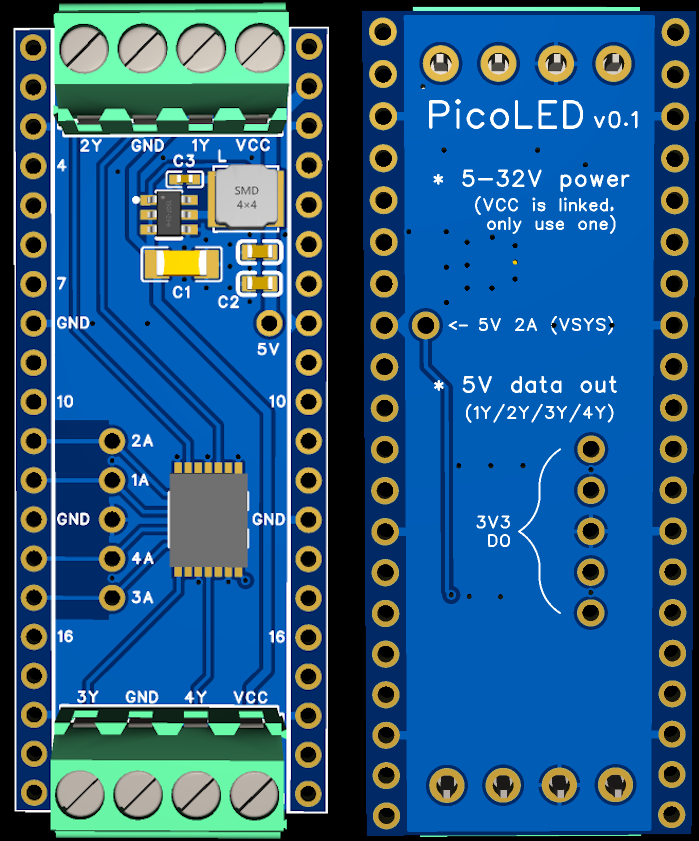 2Y GND 1Y VCC
4
C3 L
SMD
4×4
7
C1
C2
GND
5V
10 10
2A
1A
GND GND
4A
3A
16 16
3Y GND 4Y VCC
PicoLED v0.1
* 5-32V power
(VCC is linked,
only use one)
<- 5V 2A (VSYS)
* 5V data out
(1Y/2Y/3Y/4Y)
3V3
DO